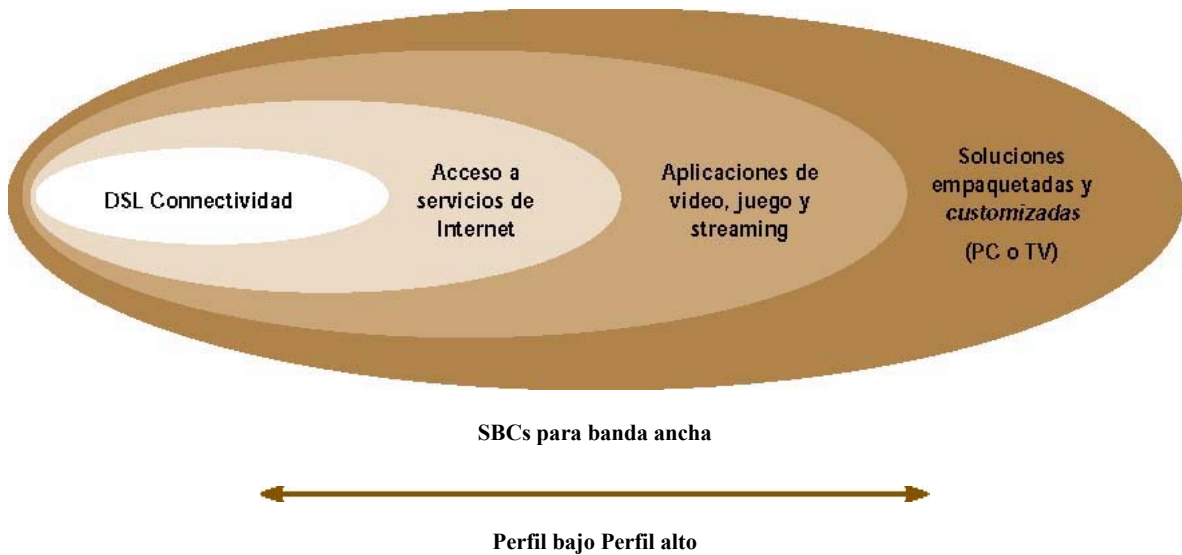 DSL Connectividad
Acceso a
servicios de
Internet
Aplicaciones de
video, juego y
streaming
Soluciones
empaquetadas y
customizadas
(PC o TV)
SBCs para banda ancha
Perfil bajo Perfil alto